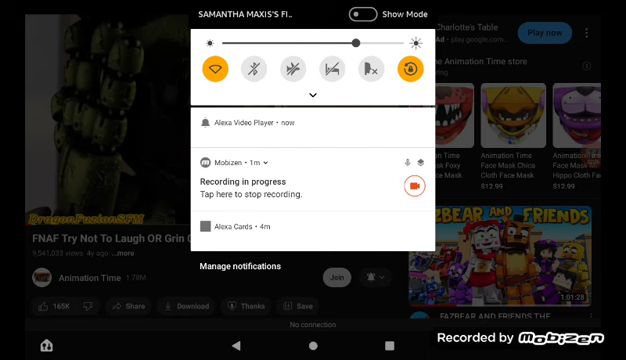 SAMANTHA MAXIS'S FI..
Show Mode
Alexa Video Player • now
Mobizen • 1m
Recording in progress
Tap here to stop recording.
Alexa Cards • 4m
Manage notifications
DragonFusionSTM
FNAF Try Not To Laugh OR Grin C
9,541,033 views 4y ago ...more
Animation Time 1.78M
Join
165K
Share
Download
Thanks
Save
No connection
Charlotte's Table
Ad • play.google.com...
Play now
Animation Time store
Animation Time
Mask Foxy
Face Mask
Animation Time
Face Mask Chica
Cloth Face Mask
$12.99
Animation Time
Hippo Cloth
Face Mask
$12.99
FAZBEAR AND FRIENDS
1:01:28
FAZBEAR AND FRIENDS THE
Recorded by Mobizen